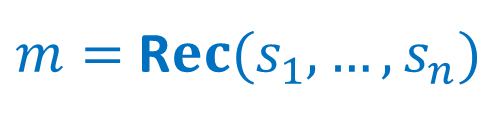 m = Rec(s₁, … , sₙ)